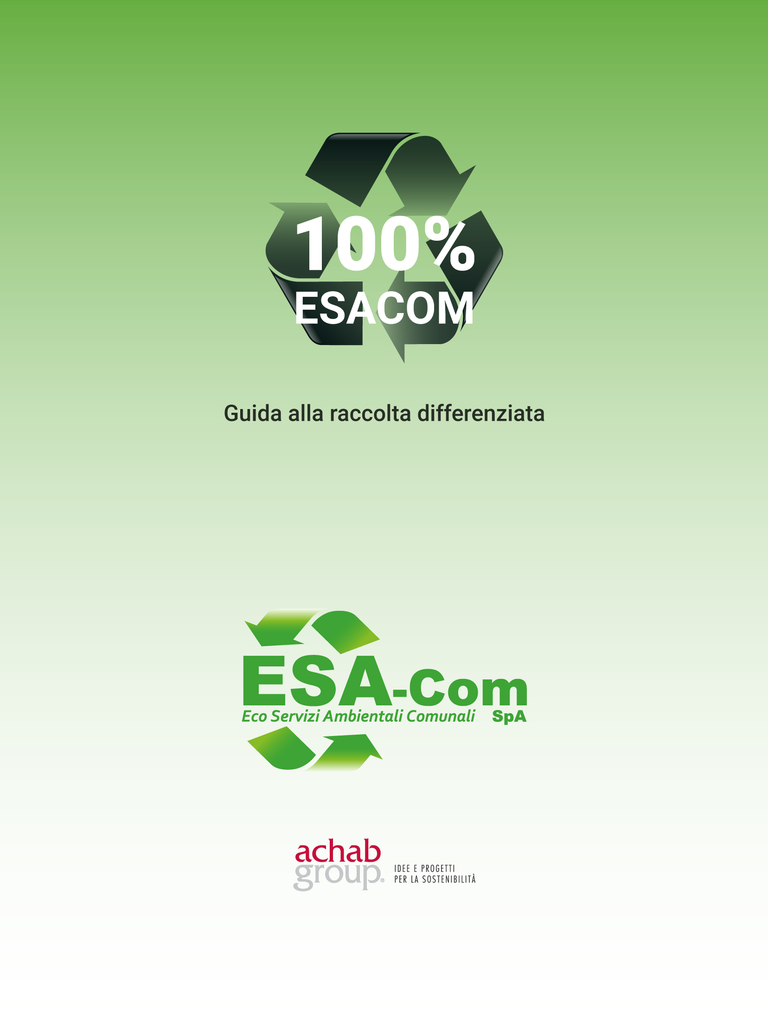 100%
ESACOM
Guida alla raccolta differenziata
ESA-Com
Eco Servizi Ambientali Comunali SpA
achab
group®
IDEE E PROGETTI
PER LA SOSTENIBILITÀ